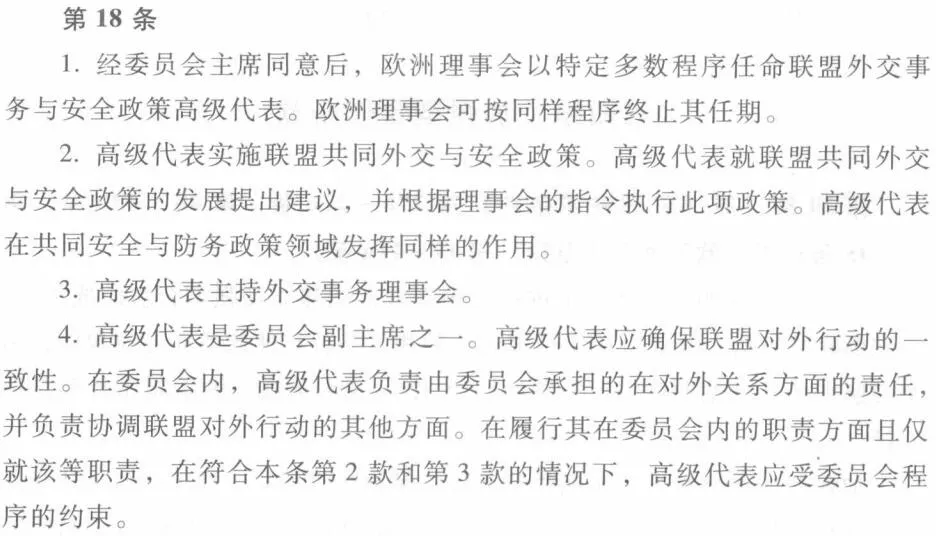 第 18 条
1. 经委员会主席同意后，欧洲理事会以特定多数程序任命联盟外交事
务与安全政策高级代表。欧洲理事会可按同样程序终止其任期。
2. 高级代表实施联盟共同外交与安全政策。高级代表就联盟共同外交
与安全政策的发展提出建议，并根据理事会的指令执行此项政策。高级代表
在共同安全与防务政策领域发挥同样的作用。
3. 高级代表主持外交事务理事会。
4. 高级代表是委员会副主席之一。高级代表应确保联盟对外行动的一
致性。在委员会内，高级代表负责由委员会承担的在对外关系方面的责任，
并负责协调联盟对外行动的其他方面。在履行其在委员会内的职责方面且仅
就该等职责，在符合本条第 2 款和第 3 款的情况下，高级代表应受委员会程
序的约束。